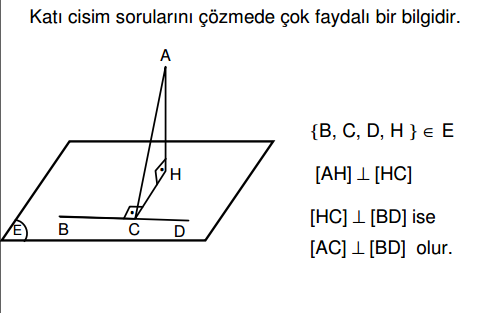 Katı cisim sorularını çözmede çok faydalı bir bilgidir.
A
{B, C, D, H } ∈ E
H
[AH] ⊥ [HC]
[HC] ⊥ [BD] ise
E
B
C
D
[AC] ⊥ [BD] olur.